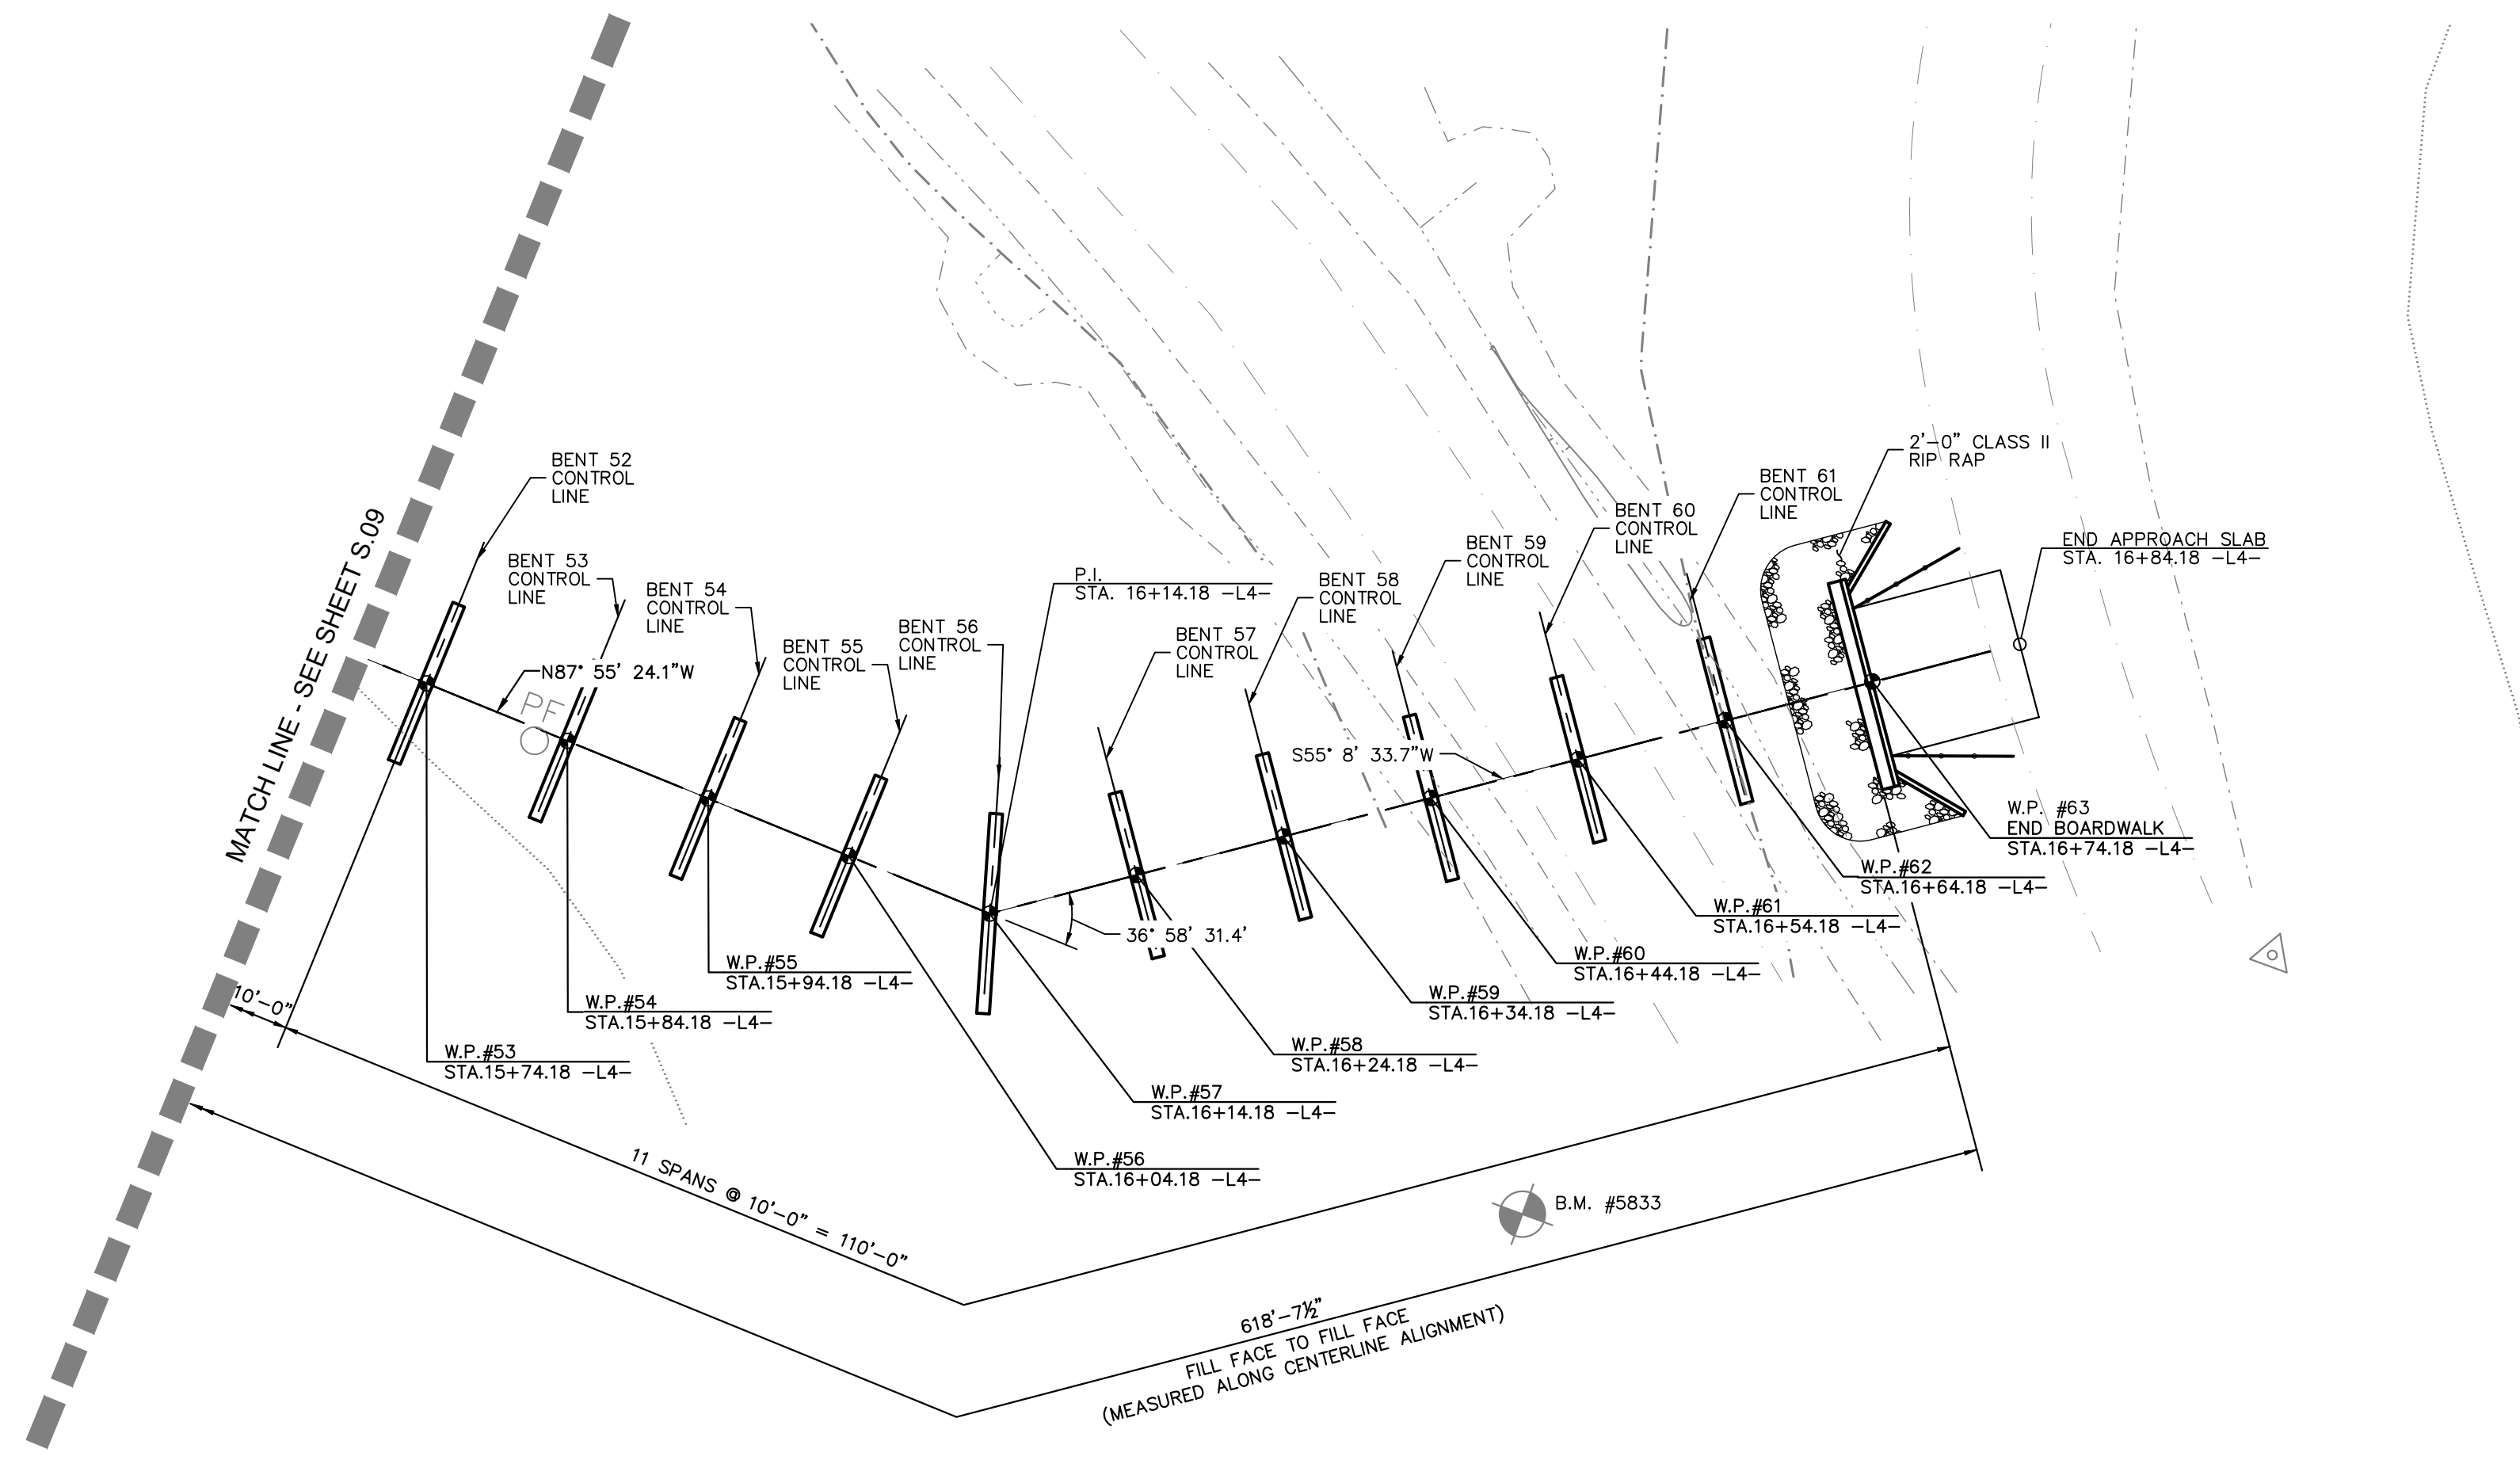 MATCH LINE - SEE SHEET S.09
BENT 52
CONTROL
LINE
BENT 53
CONTROL
LINE
BENT 54
CONTROL
LINE
BENT 55
CONTROL
LINE
BENT 56
CONTROL
LINE
P.I.
STA. 16+14.18 -L4-
BENT 57
CONTROL
LINE
BENT 58
CONTROL
LINE
BENT 59
CONTROL
LINE
BENT 60
CONTROL
LINE
BENT 61
CONTROL
LINE
2'-0" CLASS II
RIP RAP
END APPROACH SLAB
STA. 16+84.18 -L4-
N87° 55' 24.1"W
PF
S55° 8' 33.7"W
36° 58' 31.4'
W.P. #63
END BOARDWALK
STA.16+74.18 -L4-
W.P.#62
STA.16+64.18 -L4-
W.P.#61
STA.16+54.18 -L4-
W.P.#60
STA.16+44.18 -L4-
W.P.#59
STA.16+34.18 -L4-
W.P.#58
STA.16+24.18 -L4-
W.P.#57
STA.16+14.18 -L4-
W.P.#56
STA.16+04.18 -L4-
W.P.#55
STA.15+94.18 -L4-
W.P.#54
STA.15+84.18 -L4-
W.P.#53
STA.15+74.18 -L4-
10'-0"
11 SPANS @ 10'-0" = 110'-0"
B.M. #5833
618'-7½"
FILL FACE TO FILL FACE
(MEASURED ALONG CENTERLINE ALIGNMENT)